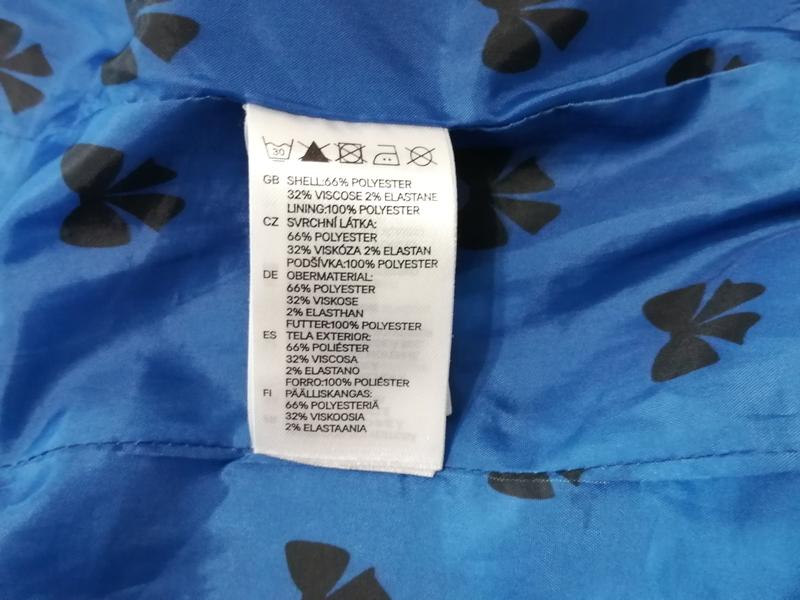 30
GB SHELL:66% POLYESTER
32% VISCOSE 2% ELASTANE
LINING:100% POLYESTER
CZ SVRCHNÍ LÁTKA:
66% POLYESTER
32% VISKÓZA 2% ELASTAN
PODŠÍVKA:100% POLYESTER
DE OBERMATERIAL:
66% POLYESTER
32% VISKOSE
2% ELASTHAN
FUTTER:100% POLYESTER
ES TELA EXTERIOR:
66% POLIÉSTER
32% VISCOSA
2% ELASTANO
FORRO:100% POLIÉSTER
FI PÄÄLLISKANGAS:
66% POLYESTERIÄ
32% VISKOOSIA
2% ELASTAANIA